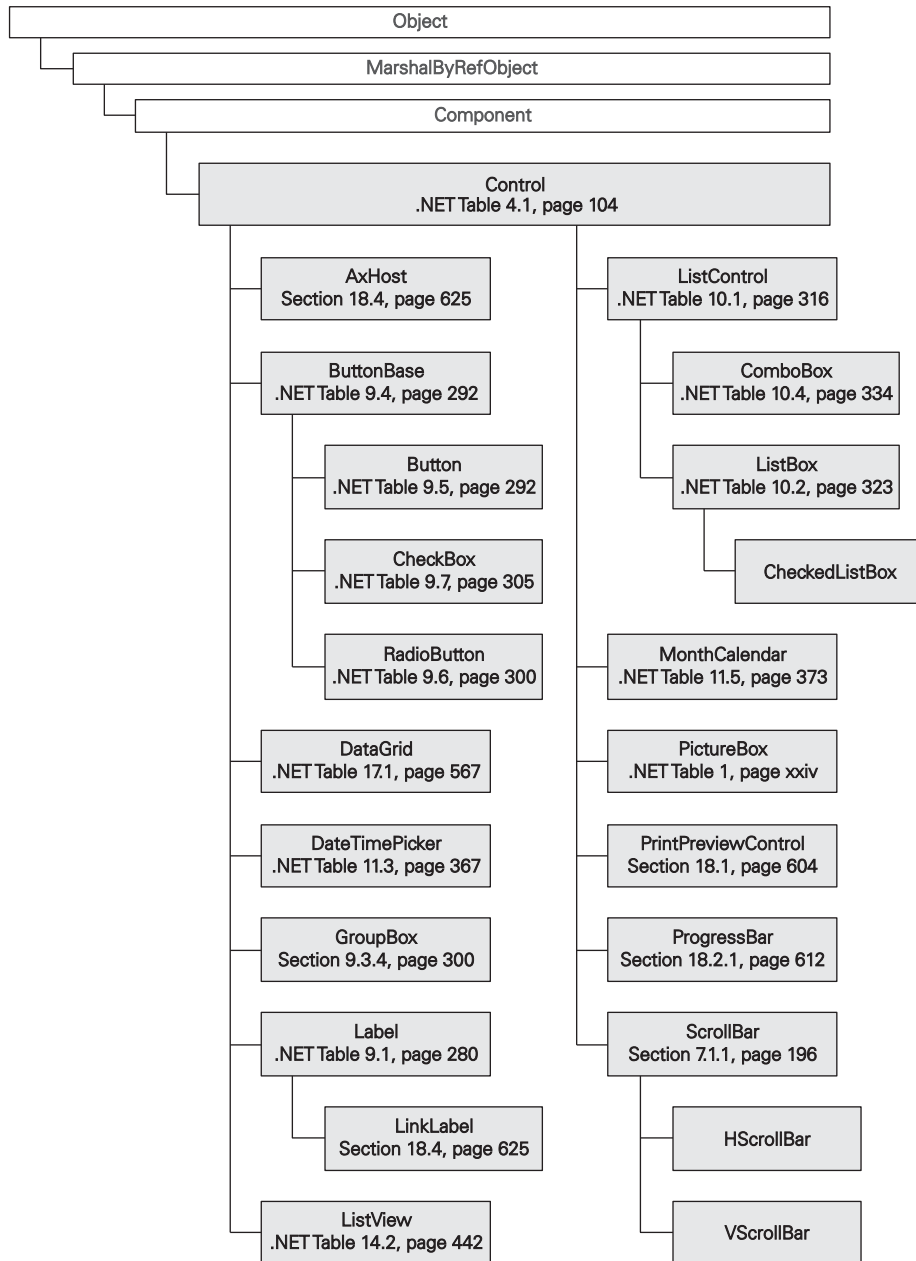 Object
MarshalByRefObject
Component
Control
.NET Table 4.1, page 104
AxHost
Section 18.4, page 625
ButtonBase
.NET Table 9.4, page 292
Button
.NET Table 9.5, page 292
CheckBox
.NET Table 9.7, page 305
RadioButton
.NET Table 9.6, page 300
DataGrid
.NET Table 17.1, page 567
DateTimePicker
.NET Table 11.3, page 367
GroupBox
Section 9.3.4, page 300
Label
.NET Table 9.1, page 280
LinkLabel
Section 18.4, page 625
ListView
.NET Table 14.2, page 442
ListControl
.NET Table 10.1, page 316
ComboBox
.NET Table 10.4, page 334
ListBox
.NET Table 10.2, page 323
CheckedListBox
MonthCalendar
.NET Table 11.5, page 373
PictureBox
.NET Table 1, page xxiv
PrintPreviewControl
Section 18.1, page 604
ProgressBar
Section 18.2.1, page 612
ScrollBar
Section 7.1.1, page 196
HScrollBar
VScrollBar